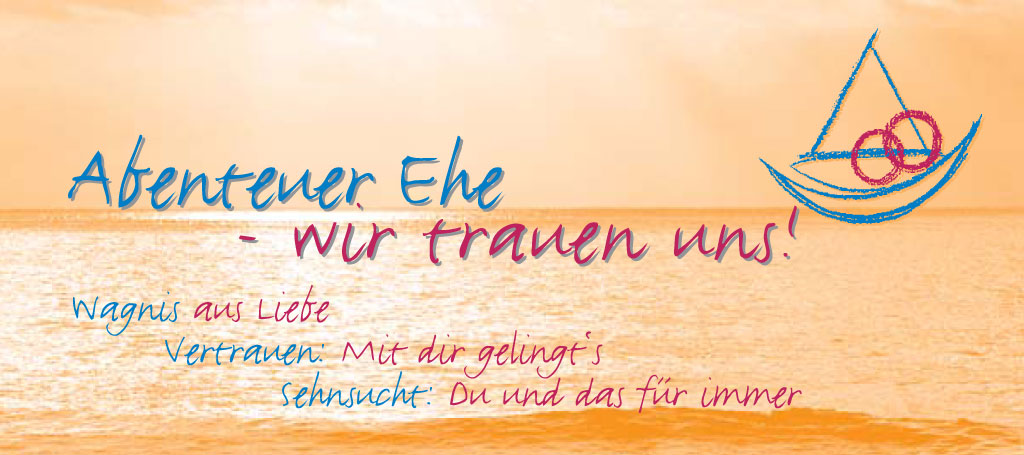 Abenteuer Ehe
- wir trauen uns!
Wagnis aus Liebe
Vertrauen: Mit dir gelingt's
Sehnsucht: Du und das für immer